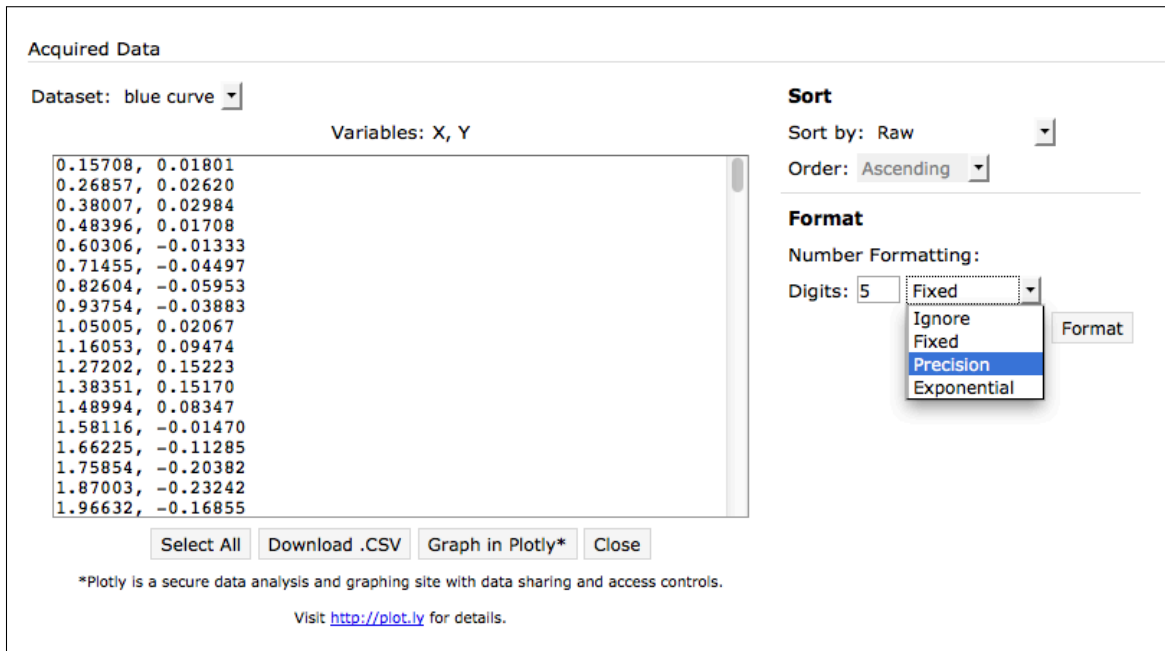 Acquired Data
Dataset: blue curve
Variables: X, Y
0.15708, 0.01801
0.26857, 0.02620
0.38007, 0.02984
0.48396, 0.01708
0.60306, -0.01333
0.71455, -0.04497
0.82604, -0.05953
0.93754, -0.03883
1.05005, 0.02067
1.16053, 0.09474
1.27202, 0.15223
1.38351, 0.15170
1.48994, 0.08347
1.58116, -0.01470
1.66225, -0.11285
1.75854, -0.20382
1.87003, -0.23242
1.96632, -0.16855
Select All
Download .CSV
Graph in Plotly*
Close
*Plotly is a secure data analysis and graphing site with data sharing and access controls.
Visit http://plot.ly for details.
Sort
Sort by: Raw
Order: Ascending
Format
Number Formatting:
Digits: 5 Fixed
Ignore
Fixed
Precision
Exponential
Format